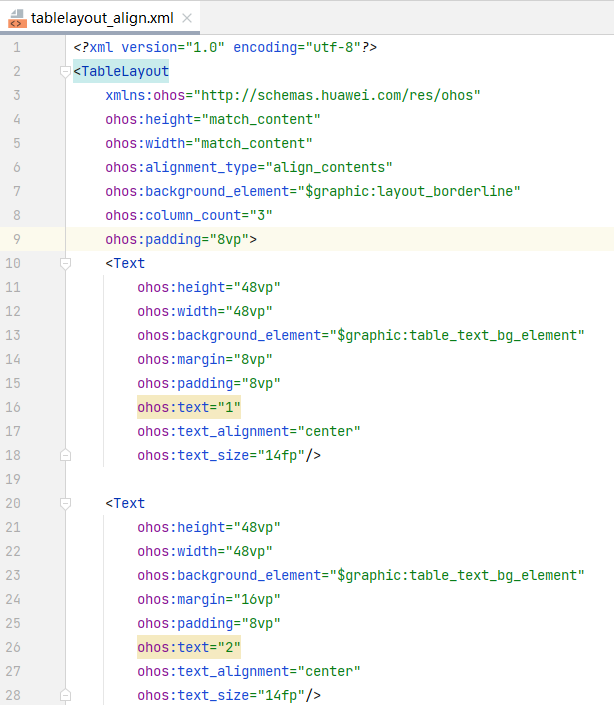 tablelayout_align.xml
1 <?xml version="1.0" encoding="utf-8"?>
2 <TableLayout
3 xmlns:ohos="http://schemas.huawei.com/res/ohos"
4 ohos:height="match_content"
5 ohos:width="match_content"
6 ohos:alignment_type="align_contents"
7 ohos:background_element="$graphic:layout_borderline"
8 ohos:column_count="3"
9 ohos:padding="8vp">
10 <Text
11 ohos:height="48vp"
12 ohos:width="48vp"
13 ohos:background_element="$graphic:table_text_bg_element"
14 ohos:margin="8vp"
15 ohos:padding="8vp"
16 ohos:text="1"
17 ohos:text_alignment="center"
18 ohos:text_size="14fp"/>
19
20 <Text
21 ohos:height="48vp"
22 ohos:width="48vp"
23 ohos:background_element="$graphic:table_text_bg_element"
24 ohos:margin="16vp"
25 ohos:padding="8vp"
26 ohos:text="2"
27 ohos:text_alignment="center"
28 ohos:text_size="14fp"/>